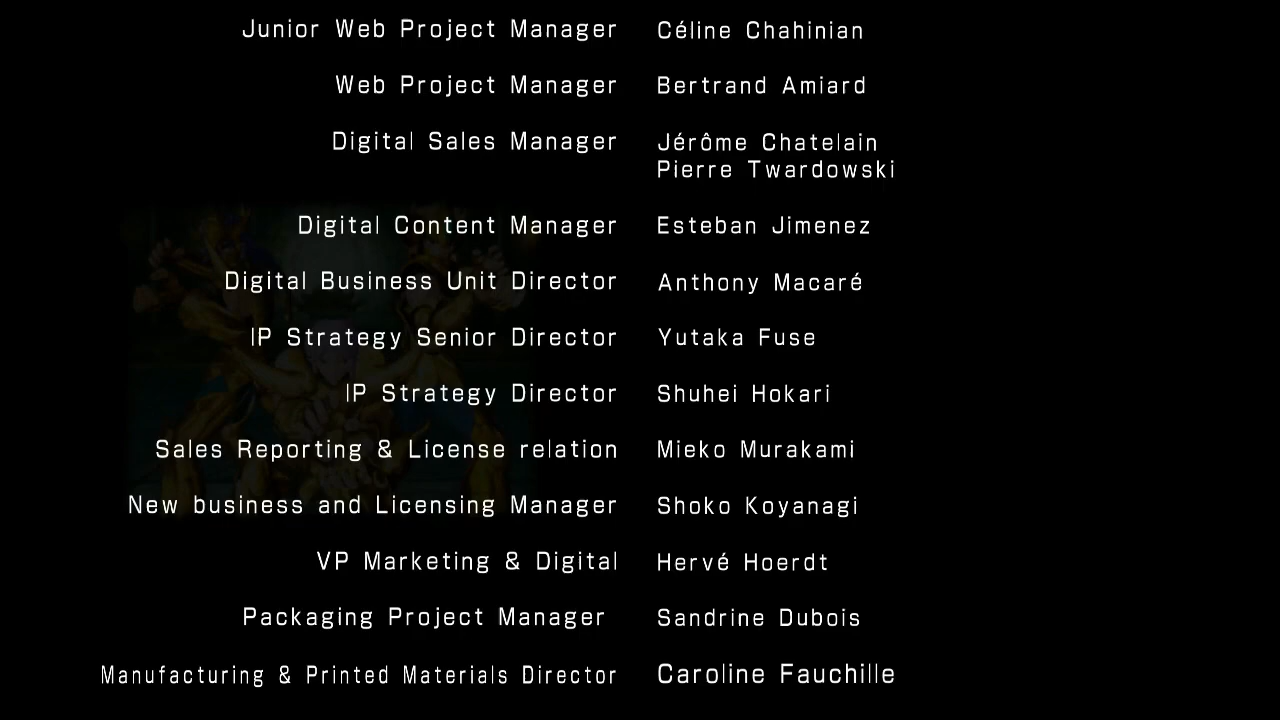 Junior Web Project Manager Céline Chahinian
Web Project Manager Bertrand Amiard
Digital Sales Manager Jérôme Chatelain
Pierre Twardowski
Digital Content Manager Esteban Jimenez
Digital Business Unit Director Anthony Macaré
IP Strategy Senior Director Yutaka Fuse
IP Strategy Director Shuhei Hokari
Sales Reporting & License relation Mieko Murakami
New business and Licensing Manager Shoko Koyanagi
VP Marketing & Digital Hervé Hoerdt
Packaging Project Manager Sandrine Dubois
Manufacturing & Printed Materials Director Caroline Fauchille